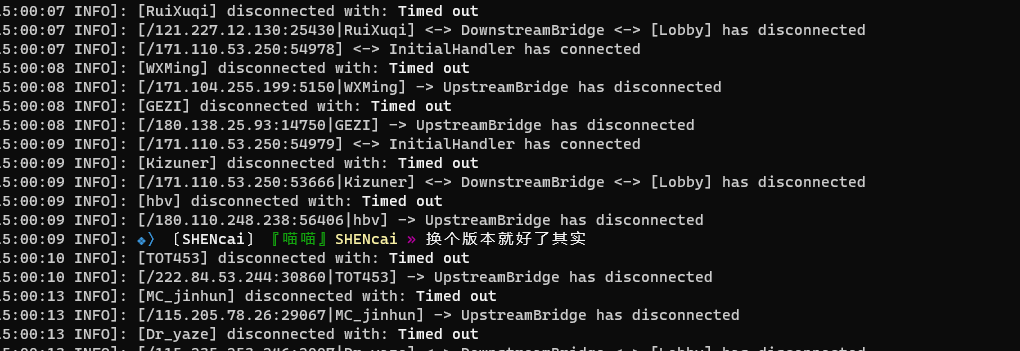 5:00:07 INFO]: [RuiXuqi] disconnected with: Timed out
5:00:07 INFO]: [/121.227.12.130:25430|RuiXuqi] <-> DownstreamBridge <-> [Lobby] has disconnected
5:00:07 INFO]: [/171.110.53.250:54978] <-> InitialHandler has connected
5:00:08 INFO]: [WXMing] disconnected with: Timed out
5:00:08 INFO]: [/171.104.255.199:5150|WXMing] -> UpstreamBridge has disconnected
5:00:08 INFO]: [GEZI] disconnected with: Timed out
5:00:08 INFO]: [/180.138.25.93:14750|GEZI] -> UpstreamBridge has disconnected
5:00:09 INFO]: [/171.110.53.250:54979] <-> InitialHandler has connected
5:00:09 INFO]: [Kizuner] disconnected with: Timed out
5:00:09 INFO]: [/171.110.53.250:53666|Kizuner] <-> DownstreamBridge <-> [Lobby] has disconnected
5:00:09 INFO]: [hbv] disconnected with: Timed out
5:00:09 INFO]: [/180.110.248.238:56406|hbv] -> UpstreamBridge has disconnected
5:00:09 INFO]: ❖〉〔SHENcai〕『喵喵』SHENcai » 换个版本就好了其实
5:00:10 INFO]: [TOT453] disconnected with: Timed out
5:00:10 INFO]: [/222.84.53.244:30860|TOT453] -> UpstreamBridge has disconnected
5:00:13 INFO]: [MC_jinhun] disconnected with: Timed out
5:00:13 INFO]: [/115.205.78.26:29067|MC_jinhun] -> UpstreamBridge has disconnected
5:00:13 INFO]: [Dr_yaze] disconnected with: Timed out